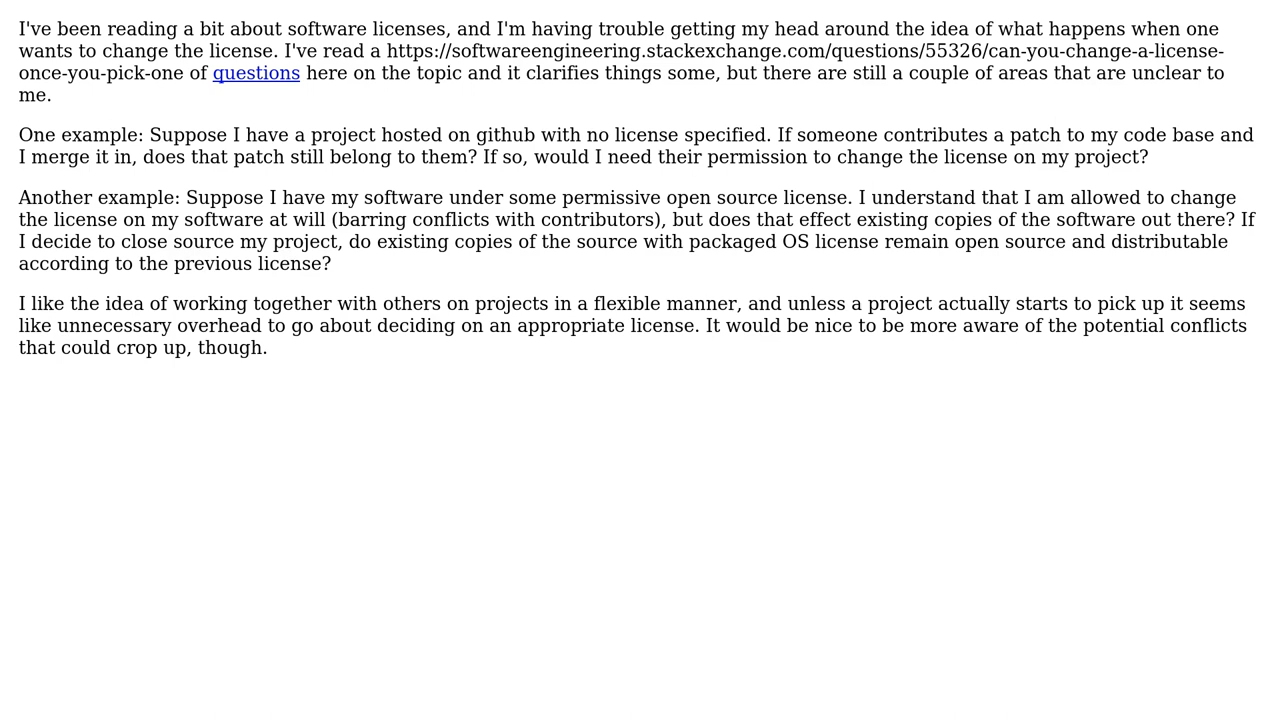 I've been reading a bit about software licenses, and I'm having trouble getting my head around the idea of what happens when one
wants to change the license. I've read a https://softwareengineering.stackexchange.com/questions/55326/can-you-change-a-license-
once-you-pick-one of questions here on the topic and it clarifies things some, but there are still a couple of areas that are unclear to
me.
One example: Suppose I have a project hosted on github with no license specified. If someone contributes a patch to my code base and
I merge it in, does that patch still belong to them? If so, would I need their permission to change the license on my project?
Another example: Suppose I have my software under some permissive open source license. I understand that I am allowed to change
the license on my software at will (barring conflicts with contributors), but does that effect existing copies of the software out there? If
I decide to close source my project, do existing copies of the source with packaged OS license remain open source and distributable
according to the previous license?
I like the idea of working together with others on projects in a flexible manner, and unless a project actually starts to pick up it seems
like unnecessary overhead to go about deciding on an appropriate license. It would be nice to be more aware of the potential conflicts
that could crop up, though.